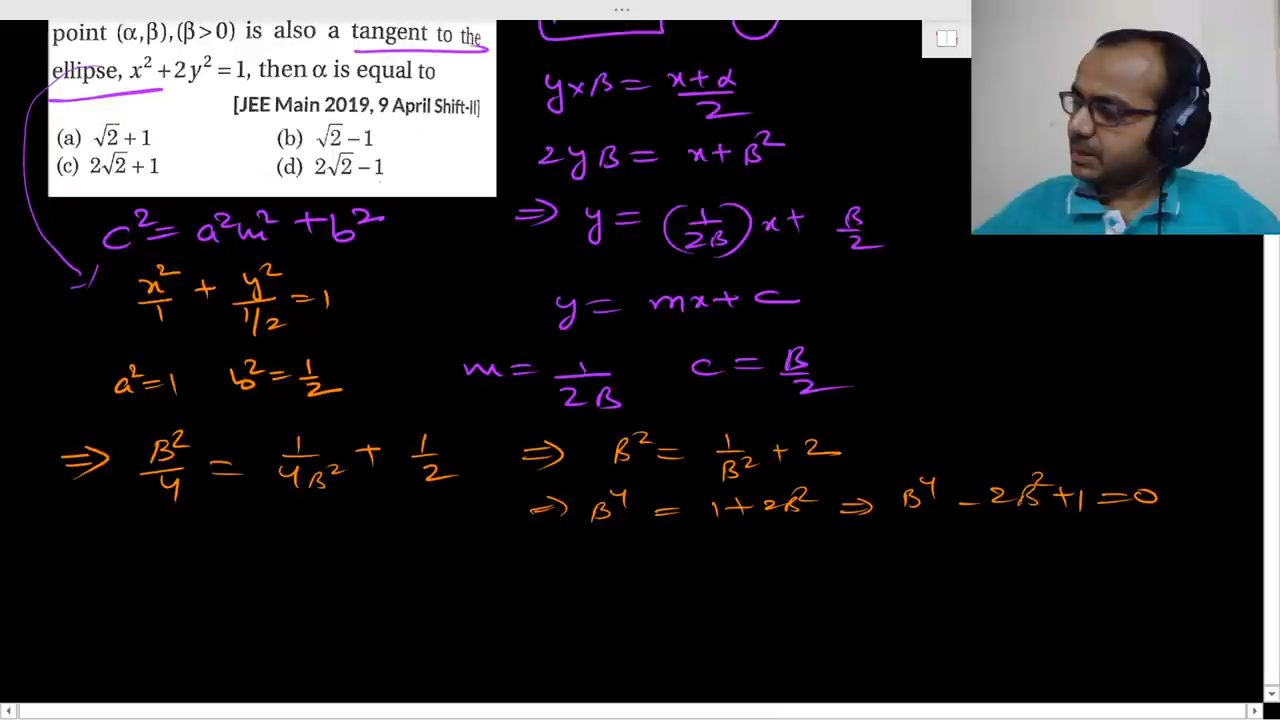 point (α,β),(β>0) is also a tangent to the
ellipse, x²+2y²=1, then α is equal to
[JEE Main 2019, 9 April Shift-II]
(a) √2+1 (b) √2−1
(c) 2√2+1 (d) 2√2−1
c² = a²m² + b²
x²/1 + y²/1/2 = 1
a²=1 b²=1/2
⇒ β²/4 = 1/4β² + 1/2
y×β = x+α/2
2yβ = x+β²
⇒ y = (1/2β)x + β/2
y = mx + c
m = 1/2β c = β/2
⇒ β² = 1/β² + 2
⇒ β⁴ = 1+2β² ⇒ β⁴ − 2β²+1=0